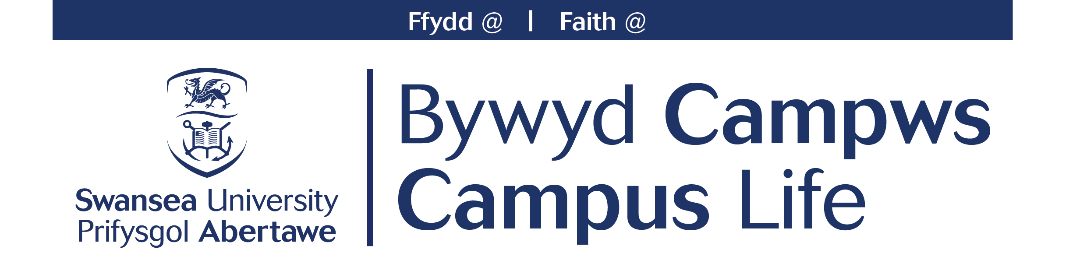 Ffydd @ | Faith @
Swansea University
Prifysgol Abertawe
Bywyd Campws
Campus Life